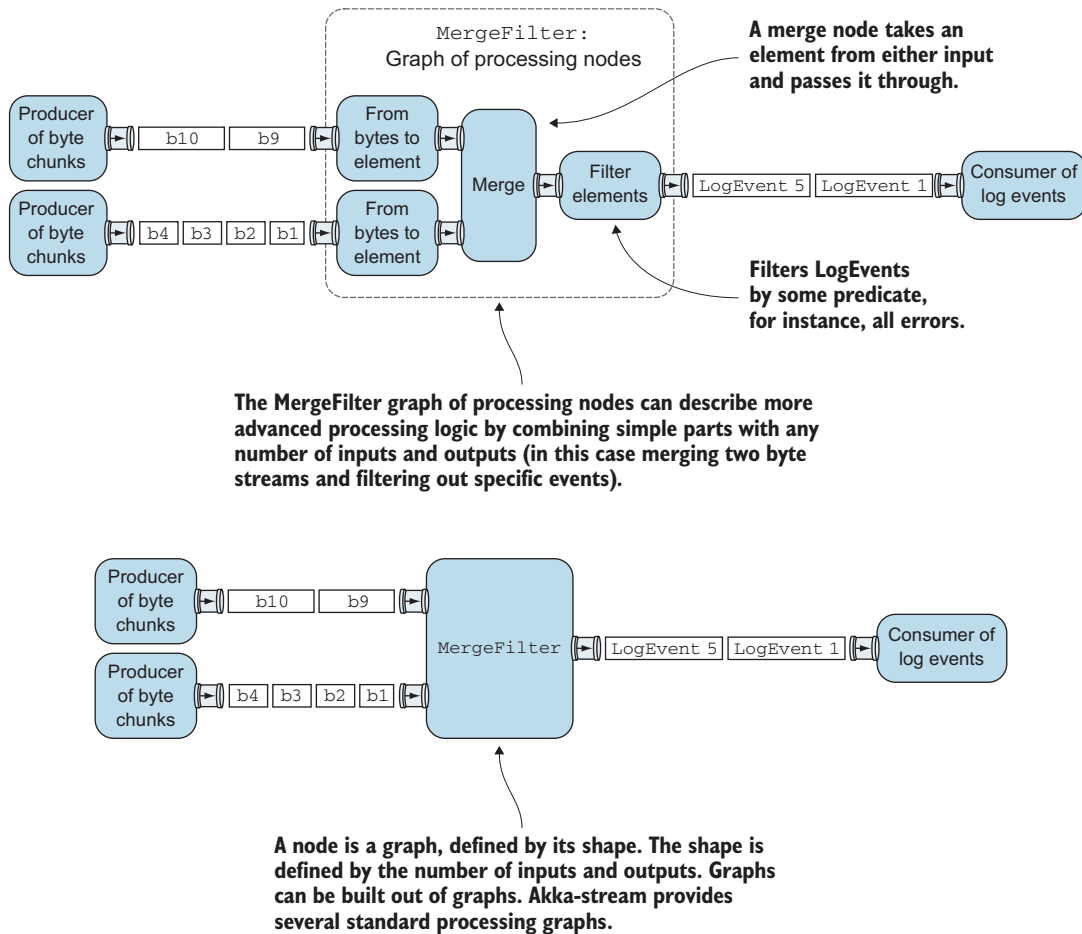 MergeFilter:
Graph of processing nodes
A merge node takes an
element from either input
and passes it through.
Producer
of byte
chunks
b10
b9
From
bytes to
element
Merge
Filter
elements
LogEvent 5
LogEvent 1
Consumer of
log events
Producer
of byte
chunks
b4
b3
b2
b1
From
bytes to
element
Filters LogEvents
by some predicate,
for instance, all errors.
The MergeFilter graph of processing nodes can describe more
advanced processing logic by combining simple parts with any
number of inputs and outputs (in this case merging two byte
streams and filtering out specific events).
Producer
of byte
chunks
b10
b9
MergeFilter
LogEvent 5
LogEvent 1
Consumer of
log events
Producer
of byte
chunks
b4
b3
b2
b1
A node is a graph, defined by its shape. The shape is
defined by the number of inputs and outputs. Graphs
can be built out of graphs. Akka-stream provides
several standard processing graphs.